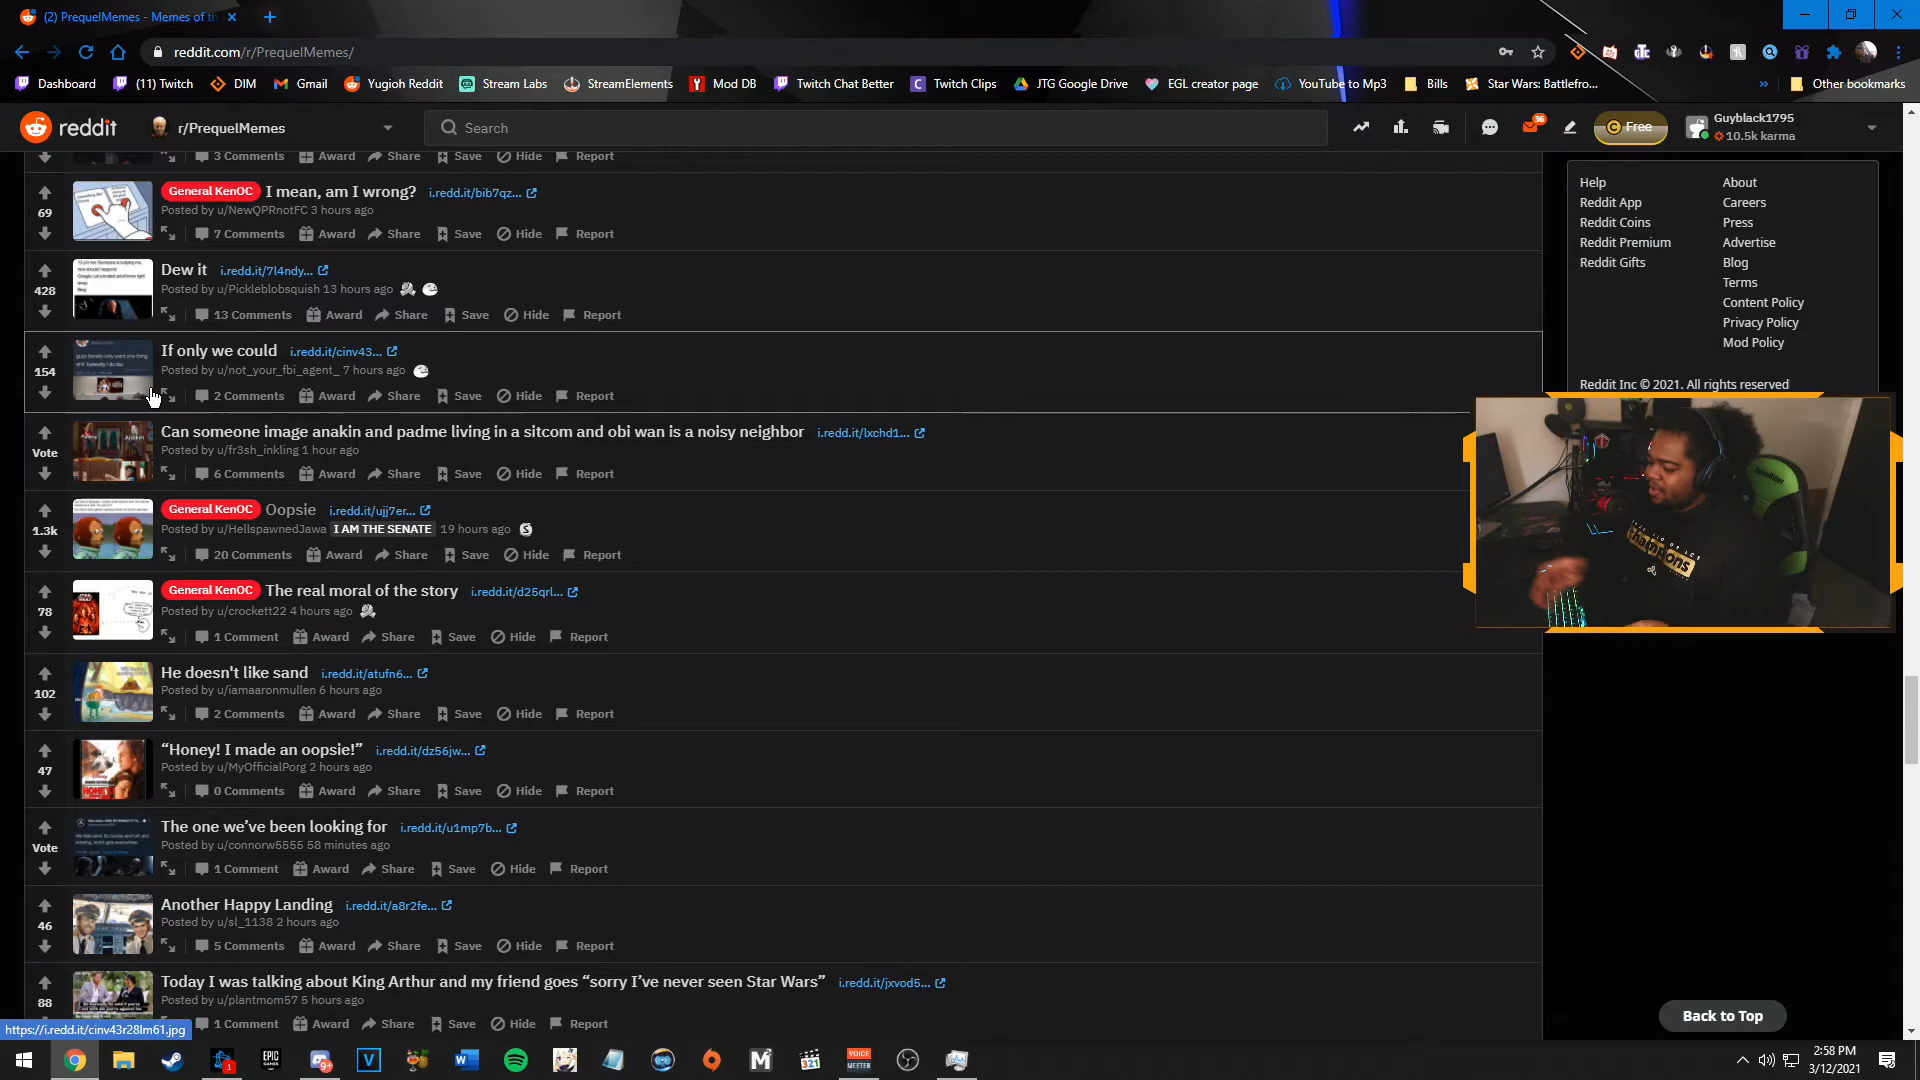 (2) PrequelMemes - Memes of th
reddit.com/r/PrequelMemes/
Dashboard (11) Twitch DIM Gmail Yugioh Reddit Stream Labs StreamElements Mod DB Twitch Chat Better Twitch Clips JTG Google Drive EGL creator page YouTube to Mp3 Bills Star Wars: Battlefro... » Other bookmarks
reddit r/PrequelMemes Search 36 Free Guyblack1795
10.5k karma
3 Comments Award Share Save Hide Report
General KenOC I mean, am I wrong? i.redd.it/bib7qz...
69 Posted by u/NewQPRnotFC 3 hours ago
7 Comments Award Share Save Hide Report
Dew it i.redd.it/7l4ndy...
428 Posted by u/Pickleblobsquish 13 hours ago
13 Comments Award Share Save Hide Report
If only we could i.redd.it/cinv43...
154 Posted by u/not_your_fbi_agent_ 7 hours ago
2 Comments Award Share Save Hide Report
Can someone image anakin and padme living in a sitcom and obi wan is a noisy neighbor i.redd.it/lxchd1...
Vote Posted by u/fr3sh_inkling 1 hour ago
6 Comments Award Share Save Hide Report
General KenOC Oopsie i.redd.it/ujj7er...
1.3k Posted by u/HellspawnedJawa I AM THE SENATE 19 hours ago
20 Comments Award Share Save Hide Report
General KenOC The real moral of the story i.redd.it/d25qrl...
78 Posted by u/crockett22 4 hours ago
1 Comment Award Share Save Hide Report
He doesn't like sand i.redd.it/atufn6...
102 Posted by u/iamaaronmullen 6 hours ago
2 Comments Award Share Save Hide Report
“Honey! I made an oopsie!” i.redd.it/dz56jw...
47 Posted by u/MyOfficialPorg 2 hours ago
0 Comments Award Share Save Hide Report
The one we’ve been looking for i.redd.it/u1mp7b...
Vote Posted by u/connorw5555 58 minutes ago
1 Comment Award Share Save Hide Report
Another Happy Landing i.redd.it/a8r2fe...
46 Posted by u/sl_1138 2 hours ago
5 Comments Award Share Save Hide Report
Today I was talking about King Arthur and my friend goes “sorry I’ve never seen Star Wars” i.redd.it/jxvod5...
88 Posted by u/plantmom57 5 hours ago
1 Comment Award Share Save Hide Report
https://i.redd.it/cinv43r28lm61.jpg
Help About
Reddit App Careers
Reddit Coins Press
Reddit Premium Advertise
Reddit Gifts Blog
Terms
Content Policy
Privacy Policy
Mod Policy
Reddit Inc © 2021. All rights reserved
Champions
Back to Top
2:58 PM
3/12/2021